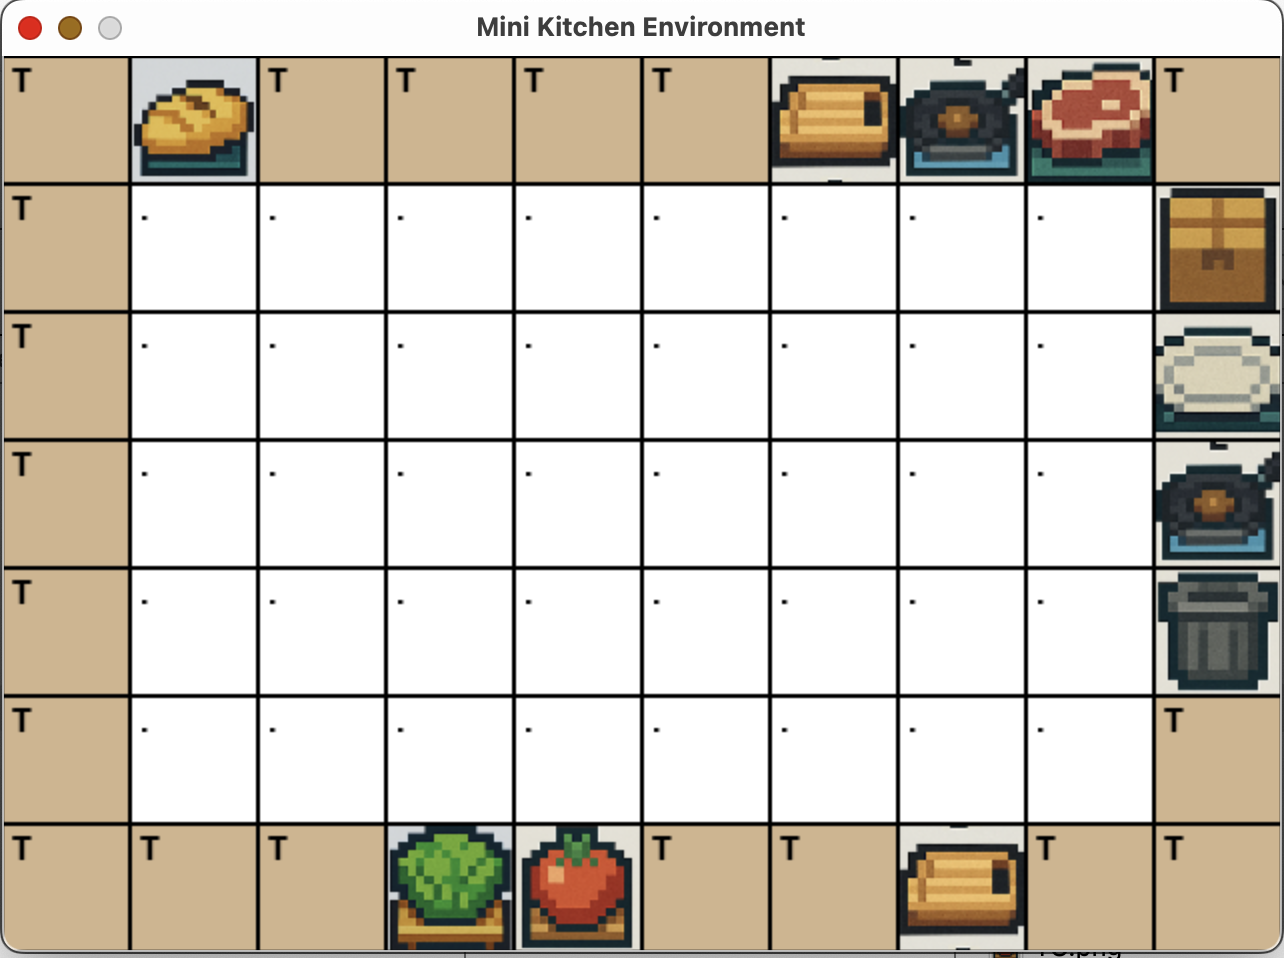 Mini Kitchen Environment
T T T T T T
T . . . . . . . .
T . . . . . . . .
T . . . . . . . .
T . . . . . . . .
T . . . . . . . . T
T T T T T T T